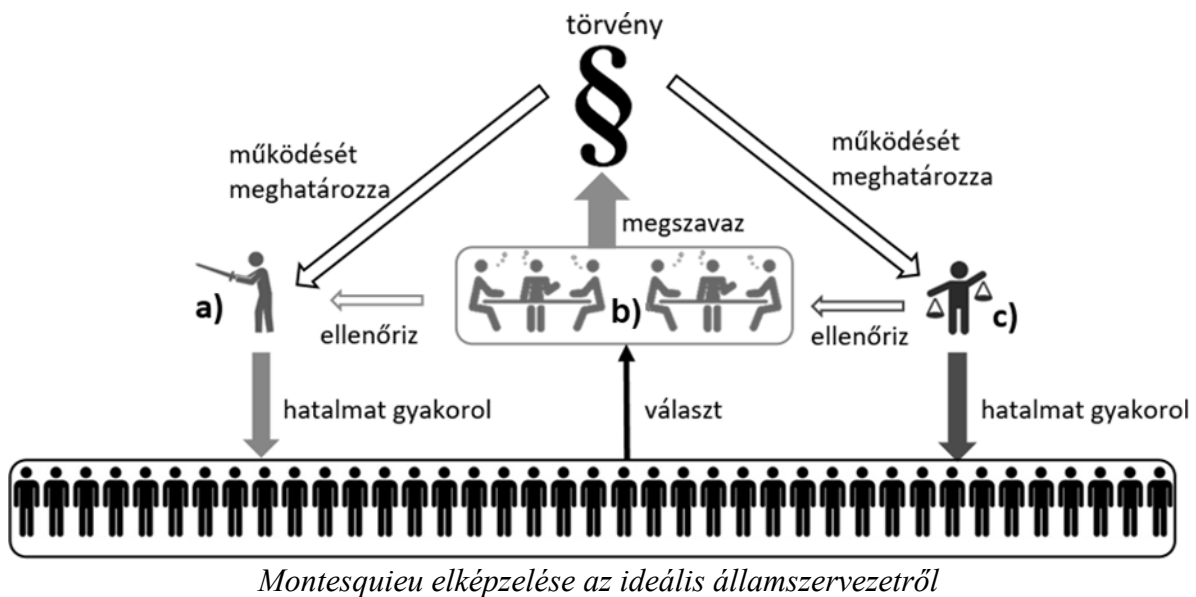 törvény
§
működését
meghatározza
működését
meghatározza
megszavaz
a)
b)
c)
ellenőriz
ellenőriz
hatalmat gyakorol
választ
hatalmat gyakorol
Montesquieu elképzelése az ideális államszervezetről